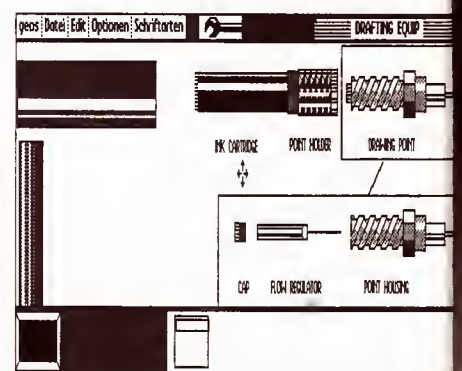 geos Datei Edit Optionen Schriftarten DRAFTING EQUIP
INK CARTRIDGE POINT HOLDER DRAWING POINT
CAP FLOW REGULATOR POINT HOUSING